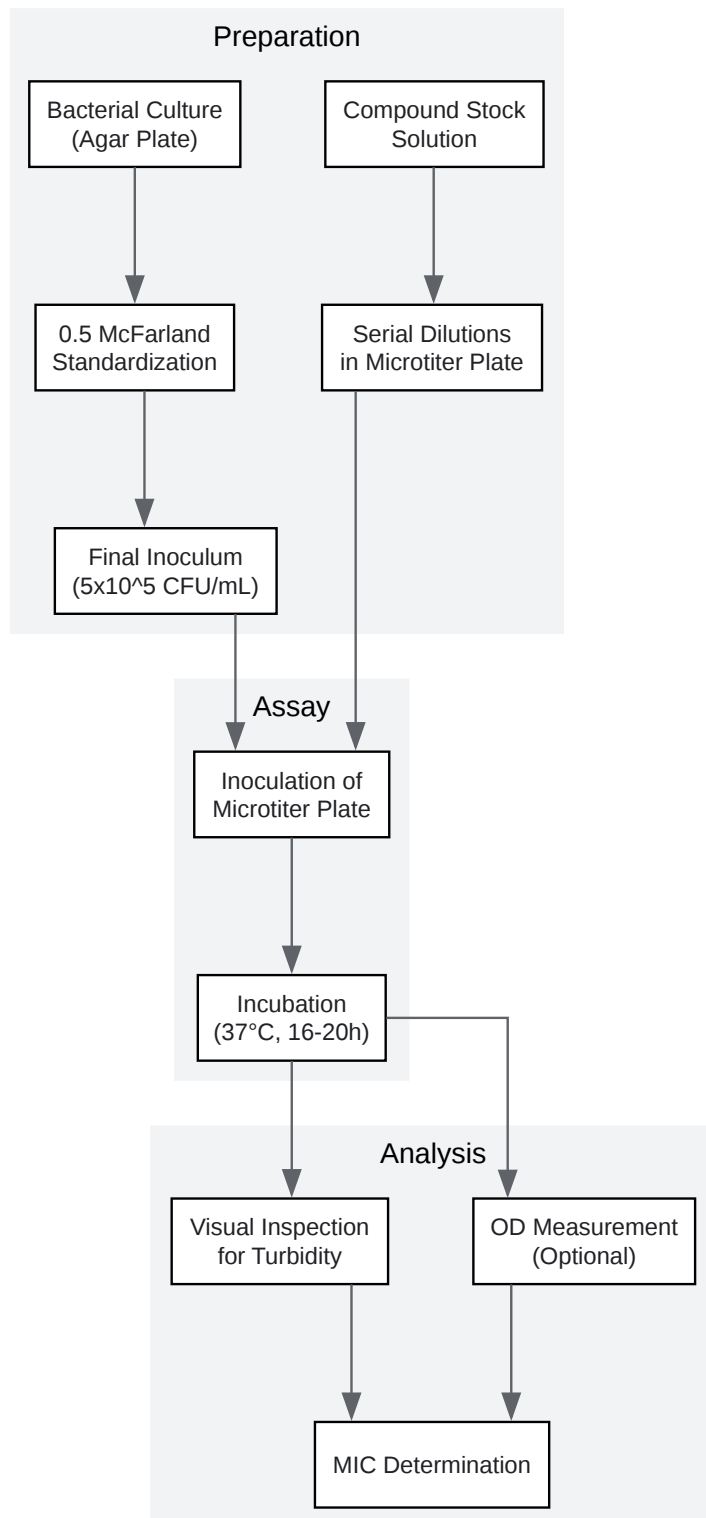 Preparation
Bacterial Culture
(Agar Plate)
Compound Stock
Solution
0.5 McFarland
Standardization
Serial Dilutions
in Microtiter Plate
Final Inoculum
(5x10^5 CFU/mL)
Assay
Inoculation of
Microtiter Plate
Incubation
(37°C, 16-20h)
Analysis
Visual Inspection
for Turbidity
OD Measurement
(Optional)
MIC Determination